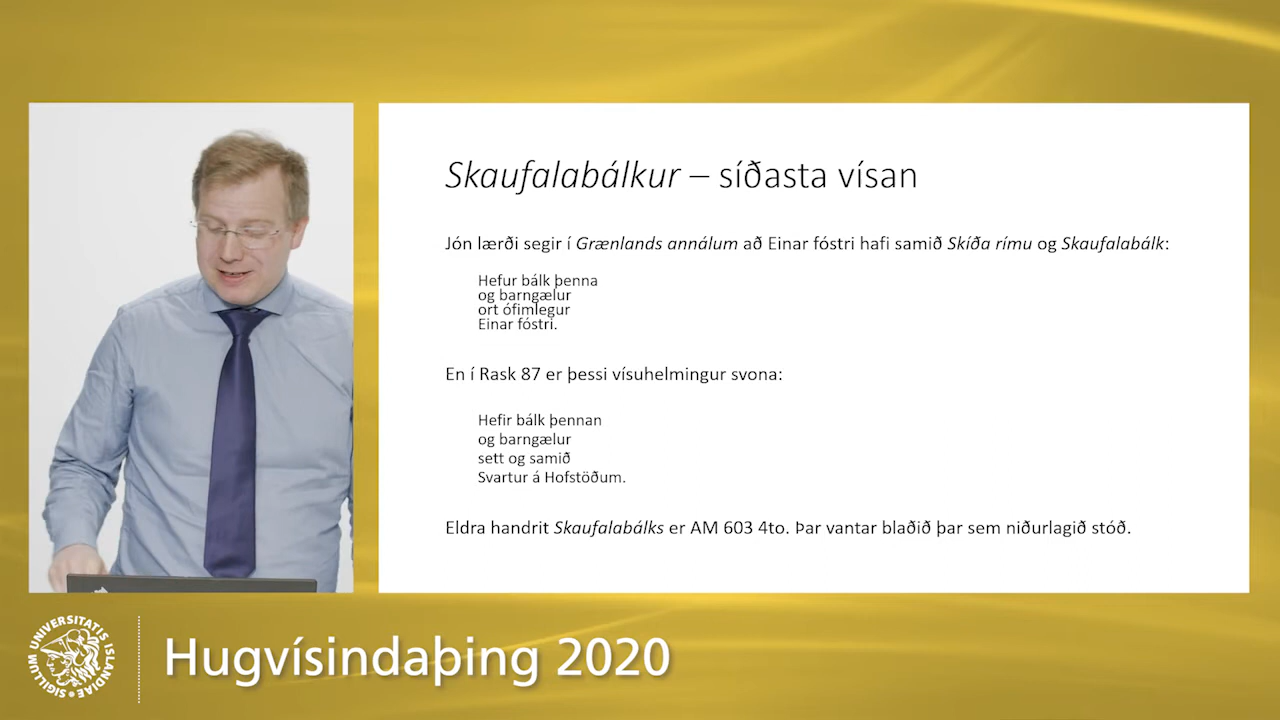 Skaufalabálkur – síðasta vísan
Jón lærði segir í Grænlands annálum að Einar fóstri hafi samið Skíða rímu og Skaufalabálk:
Hefur bálk þenna
og barngælur
ort ófimlegur
Einar fóstri.
En í Rask 87 er þessi vísuhelmingur svona:
Hefir bálk þennan
og barngælur
sett og samið
Svartur á Hofstöðum.
Eldra handrit Skaufalabálks er AM 603 4to. Þar vantar blaðið þar sem niðurlagið stóð.
SIGILLUM UNIVERSITATIS ISLANDIAE
Hugvísindaþing 2020